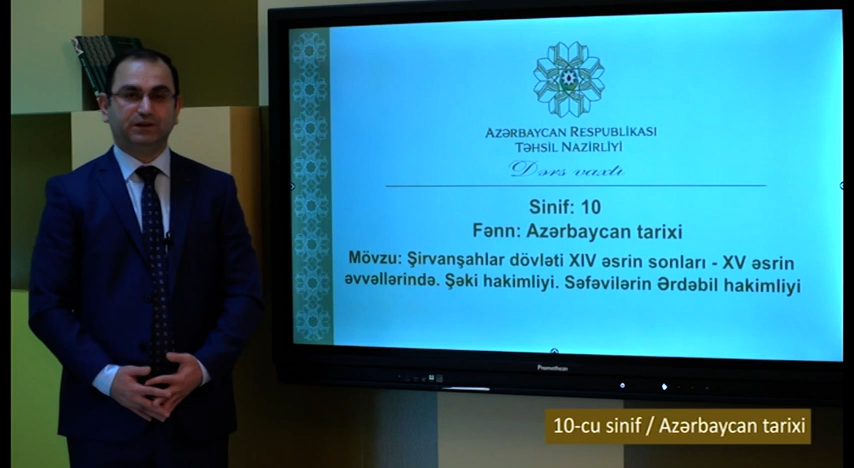 AZƏRBAYCAN RESPUBLİKASI
TƏHSİL NAZİRLİYİ
Dərs vaxtı
Sinif: 10
Fənn: Azərbaycan tarixi
Mövzu: Şirvanşahlar dövləti XIV əsrin sonları - XV əsrin
əvvəllərində. Şəki hakimliyi. Səfəvilərin Ərdəbil hakimliyi
Promethean
10-cu sinif / Azərbaycan tarixi